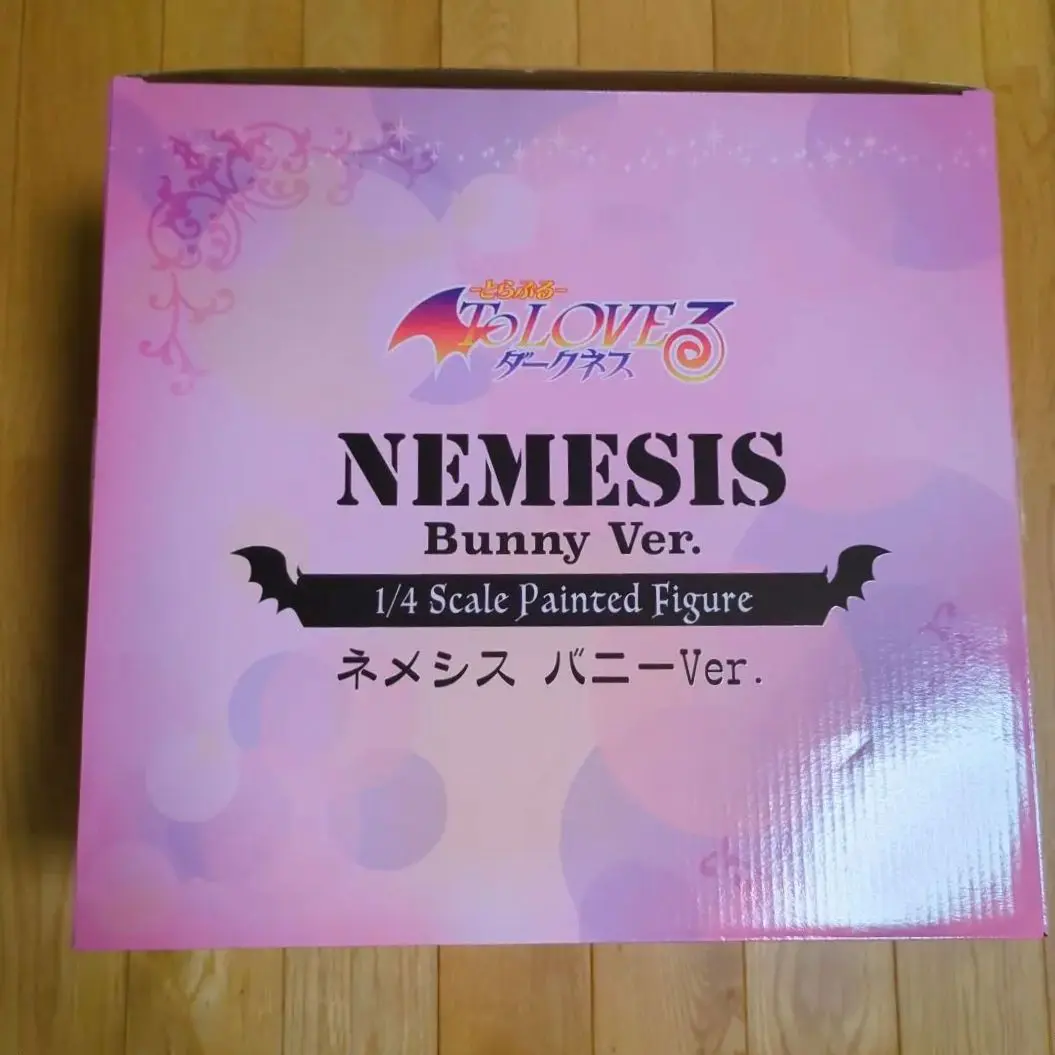 -とらぶる-
To LOVEる
ダークネス
NEMESIS
Bunny Ver.
1/4 Scale Painted Figure
ネメシス バニーVer.